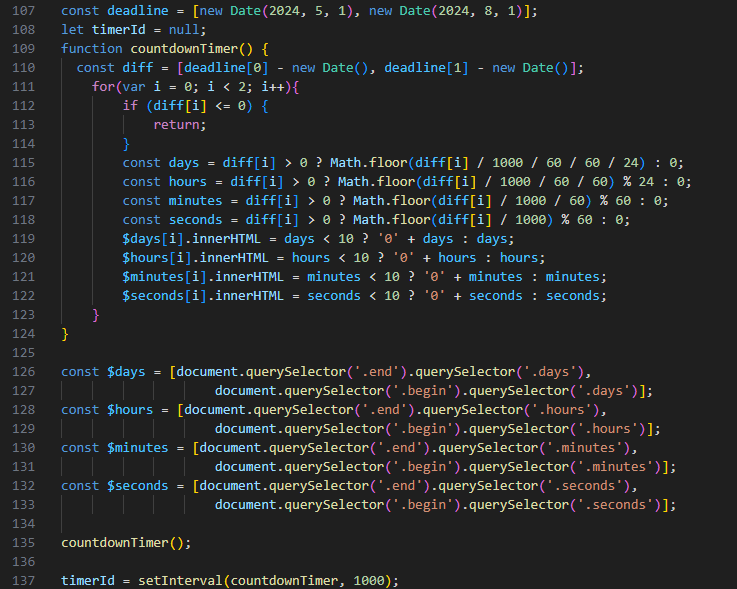 107 const deadline = [new Date(2024, 5, 1), new Date(2024, 8, 1)];
108 let timerId = null;
109 function countdownTimer() {
110   const diff = [deadline[0] - new Date(), deadline[1] - new Date()];
111     for(var i = 0; i < 2; i++){
112         if (diff[i] <= 0) {
113             return;
114         }
115         const days = diff[i] > 0 ? Math.floor(diff[i] / 1000 / 60 / 60 / 24) : 0;
116         const hours = diff[i] > 0 ? Math.floor(diff[i] / 1000 / 60 / 60) % 24 : 0;
117         const minutes = diff[i] > 0 ? Math.floor(diff[i] / 1000 / 60) % 60 : 0;
118         const seconds = diff[i] > 0 ? Math.floor(diff[i] / 1000) % 60 : 0;
119         $days[i].innerHTML = days < 10 ? '0' + days : days;
120         $hours[i].innerHTML = hours < 10 ? '0' + hours : hours;
121         $minutes[i].innerHTML = minutes < 10 ? '0' + minutes : minutes;
122         $seconds[i].innerHTML = seconds < 10 ? '0' + seconds : seconds;
123     }
124 }
125
126 const $days = [document.querySelector('.end').querySelector('.days'),
127                     document.querySelector('.begin').querySelector('.days')];
128 const $hours = [document.querySelector('.end').querySelector('.hours'),
129                     document.querySelector('.begin').querySelector('.hours')];
130 const $minutes = [document.querySelector('.end').querySelector('.minutes'),
131                     document.querySelector('.begin').querySelector('.minutes')];
132 const $seconds = [document.querySelector('.end').querySelector('.seconds'),
133                     document.querySelector('.begin').querySelector('.seconds')];
134
135 countdownTimer();
136
137 timerId = setInterval(countdownTimer, 1000);